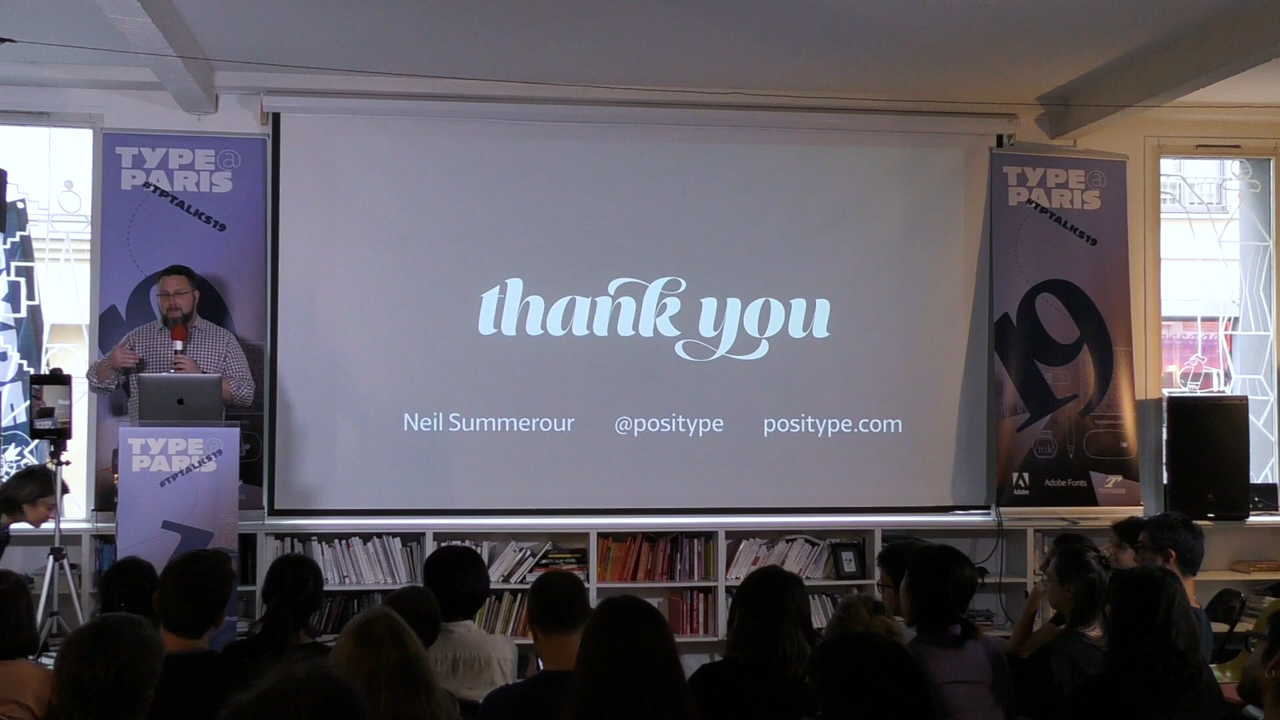 TYPE@
PARIS
#TPTALKS19
thank you
Neil Summerour @positype positype.com
TYPE@
PARIS
#TPTALKS19
ink
Adobe
Adobe Fonts
TYPE@
PARIS
#TPTALKS19